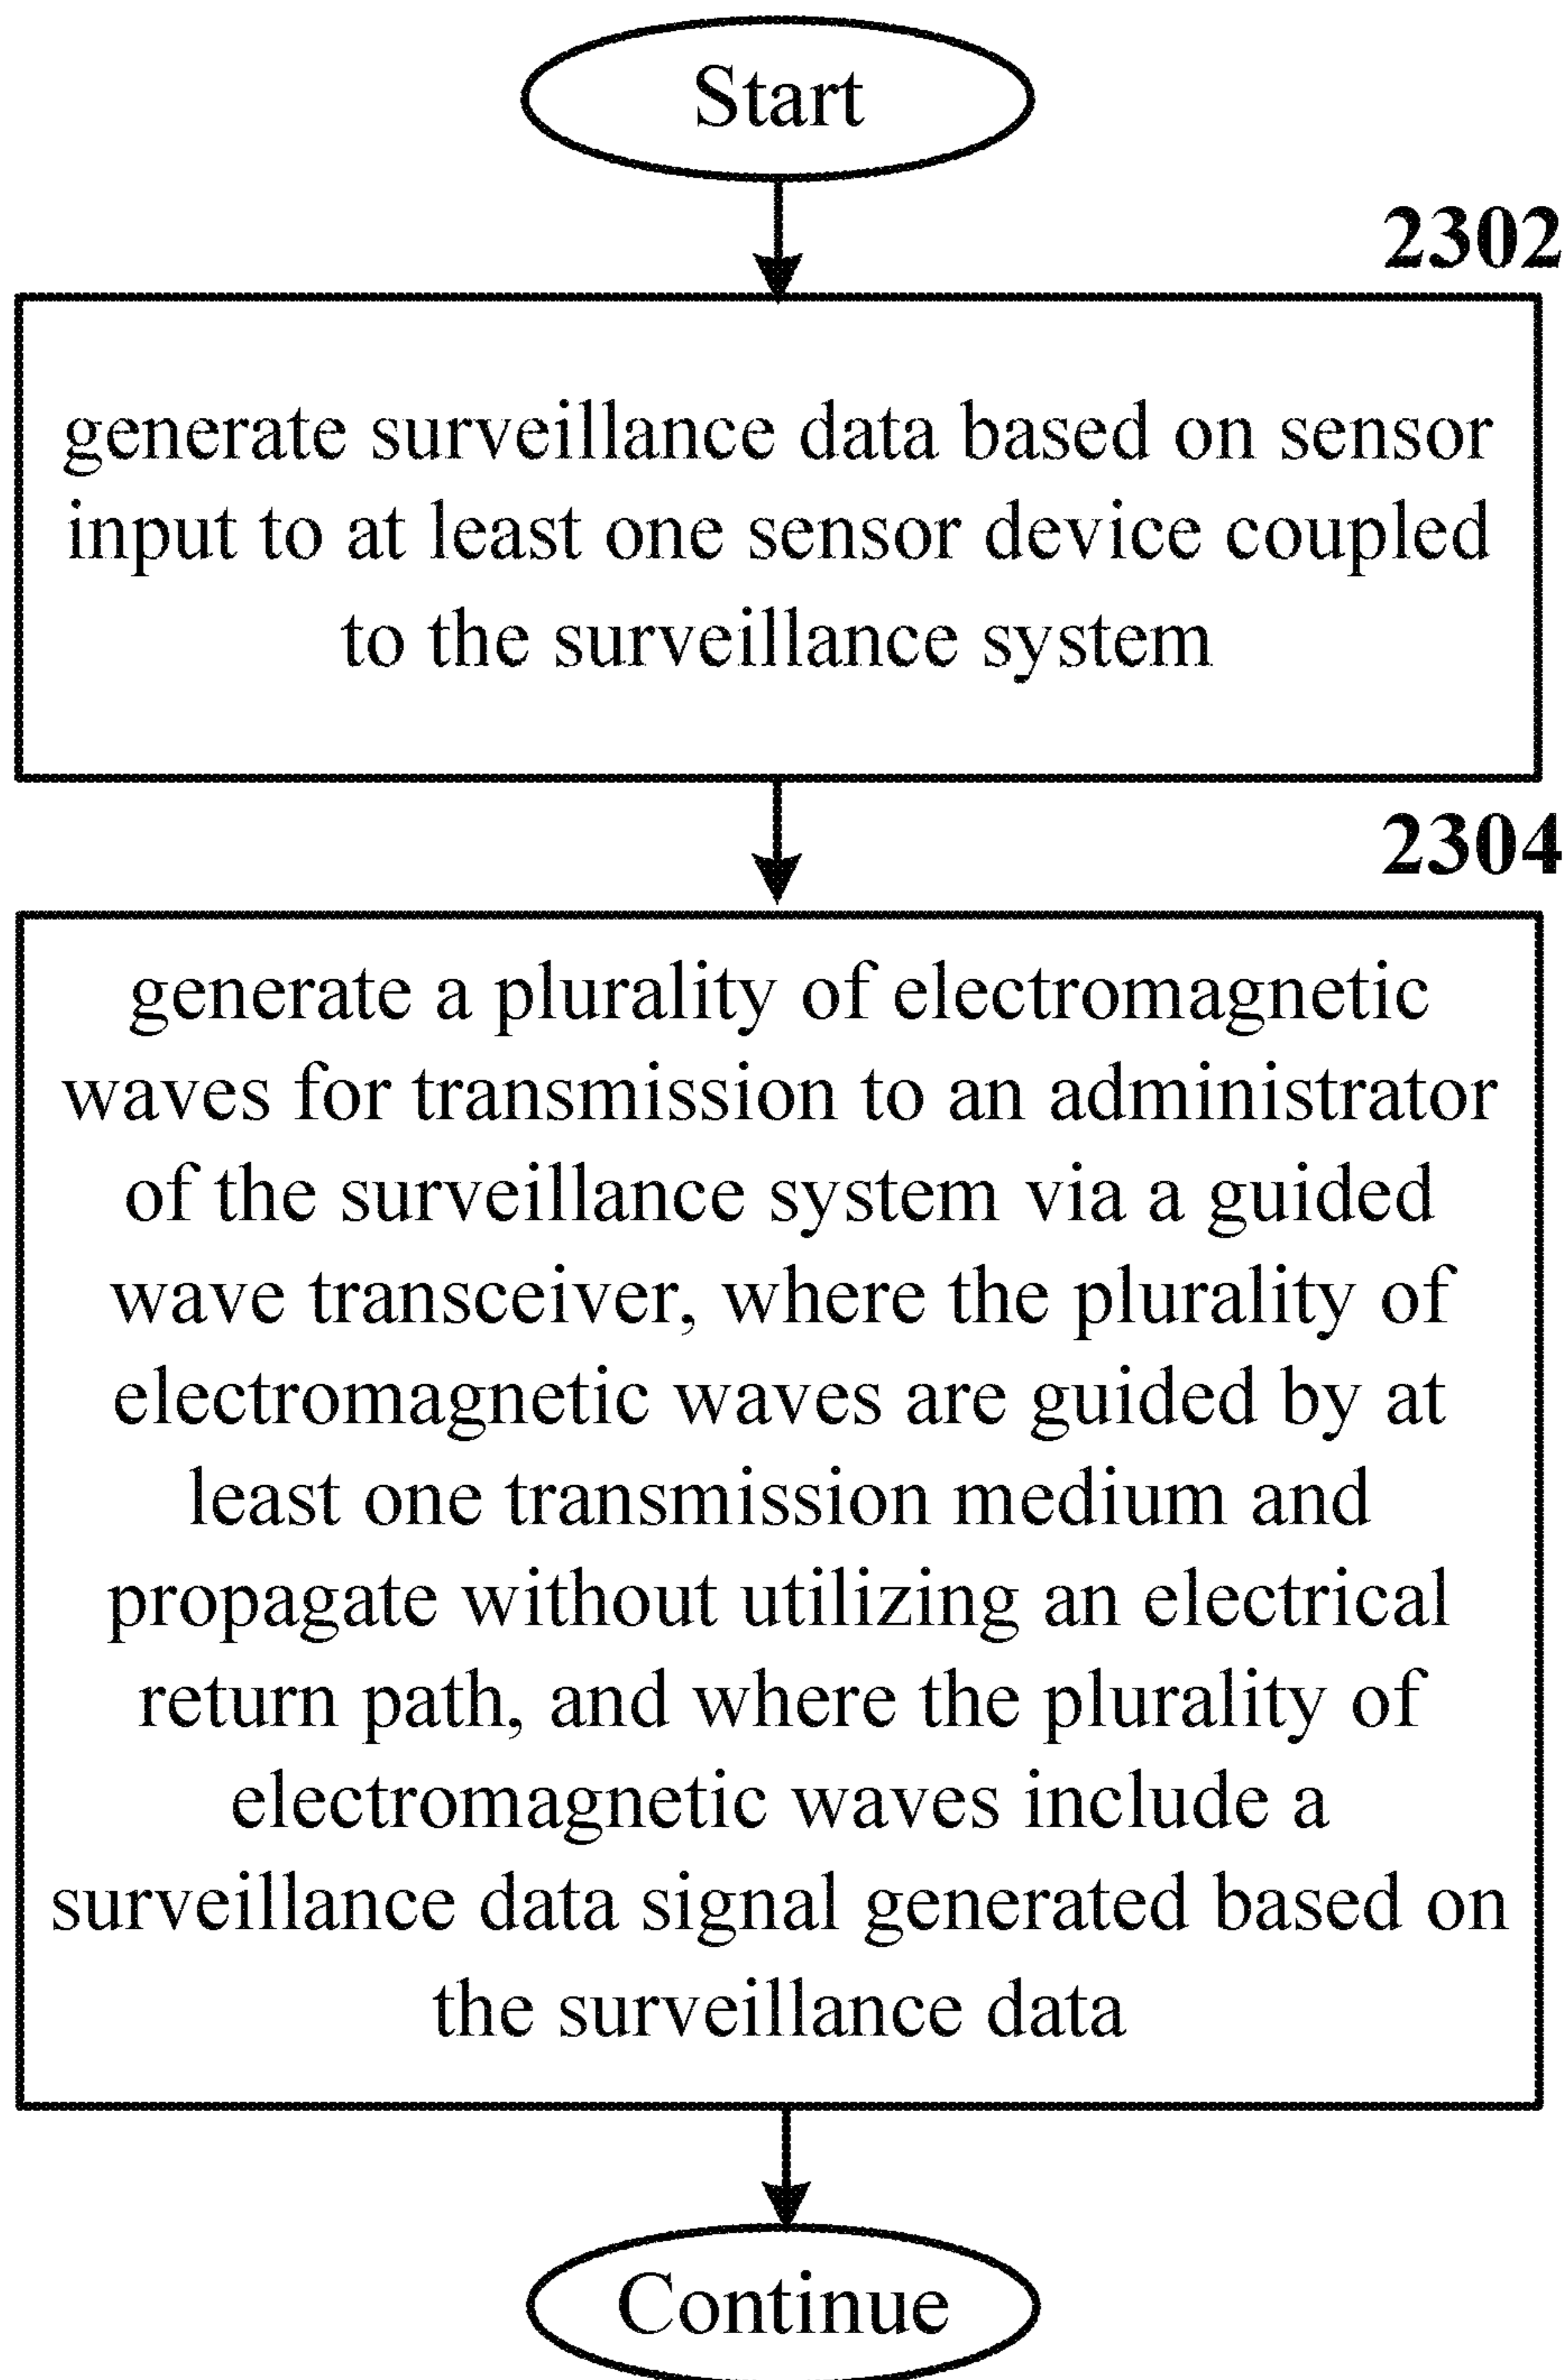 Start
2302
generate surveillance data based on sensor
input to at least one sensor device coupled
to the surveillance system
2304
generate a plurality of electromagnetic
waves for transmission to an administrator
of the surveillance system via a guided
wave transceiver, where the plurality of
electromagnetic waves are guided by at
least one transmission medium and
propagate without utilizing an electrical
return path, and where the plurality of
electromagnetic waves include a
surveillance data signal generated based on
the surveillance data
Continue